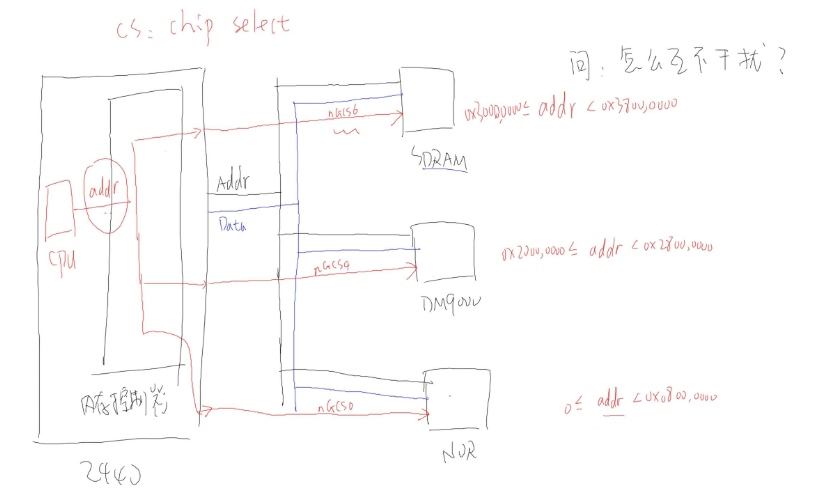 cs: chip select
问：怎么互不干扰？
nGCS6
0x3000,0000≤ addr <0x3800,0000
SDRAM
addr
Addr
Data
CPU
nGCS4
0x2000,0000≤ addr <0x2800,0000
DM9000
内存控制器
nGCS0
0≤ addr <0x0800,0000
NOR
2440